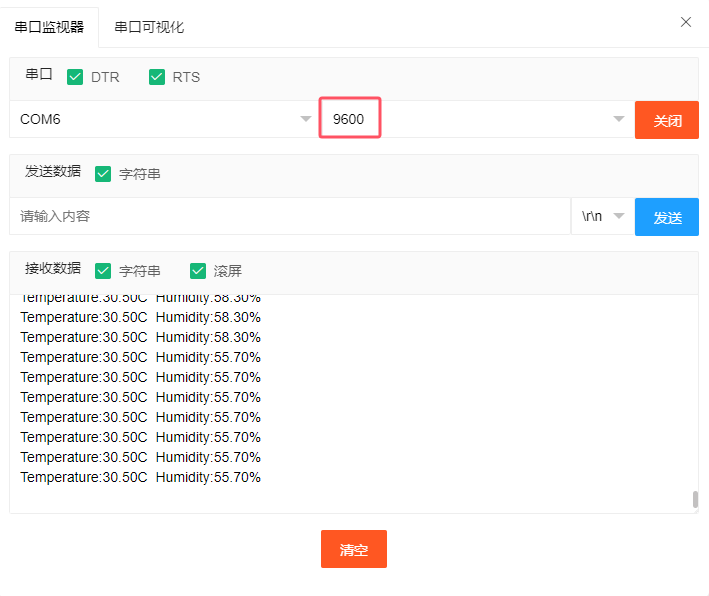 串口监视器 串口可视化
串口 DTR RTS
COM6 9600 关闭
发送数据 字符串
请输入内容 \r\n 发送
接收数据 字符串 滚屏
Temperature:30.50C Humidity:58.30%
Temperature:30.50C Humidity:58.30%
Temperature:30.50C Humidity:58.30%
Temperature:30.50C Humidity:55.70%
Temperature:30.50C Humidity:55.70%
Temperature:30.50C Humidity:55.70%
Temperature:30.50C Humidity:55.70%
Temperature:30.50C Humidity:55.70%
Temperature:30.50C Humidity:55.70%
Temperature:30.50C Humidity:55.70%
清空